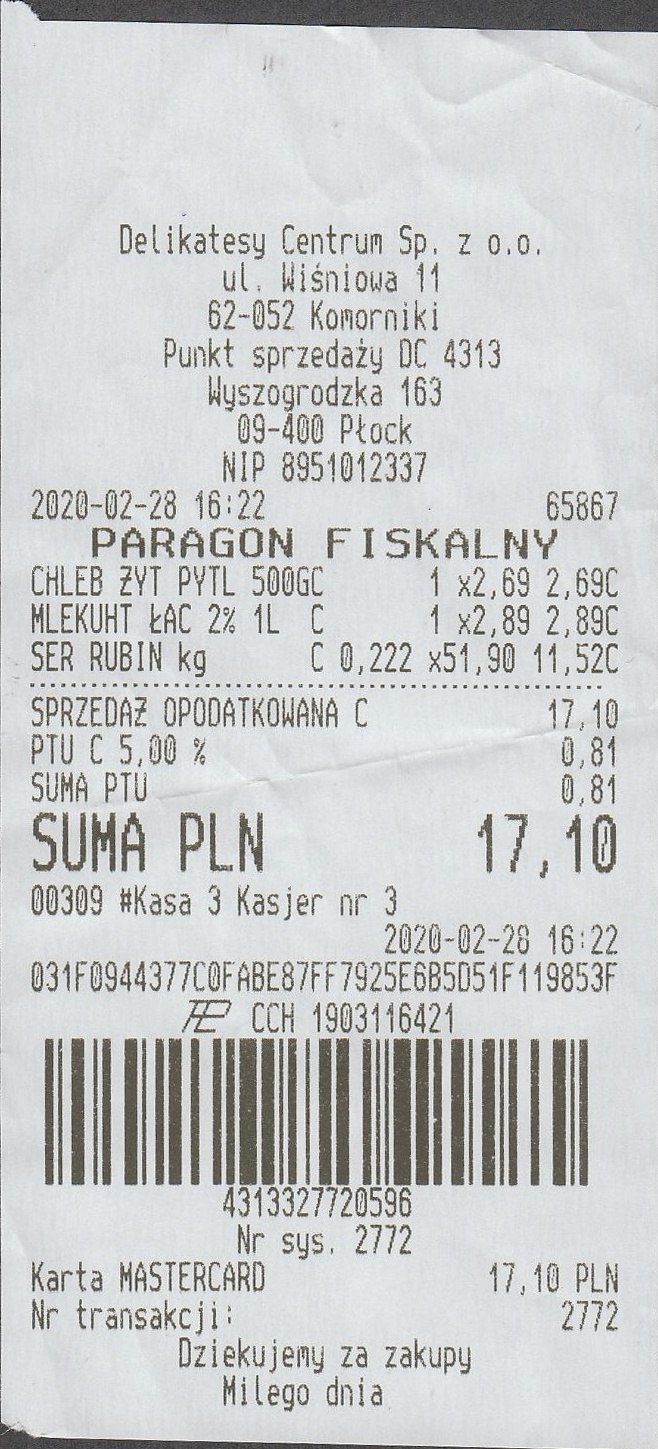 Delikatesy Centrum Sp. z o.o.
ul. Wiśniowa 11
62-052 Komorniki
Punkt sprzedaży DC 4313
Wyszogrodzka 163
09-400 Płock
NIP 8951012337
2020-02-28 16:22 65867
PARAGON FISKALNY
CHLEB ŻYT PYTL 500GC 1 x2,69 2,69C
MLEKUHT ŁAC 2% 1L C 1 x2,89 2,89C
SER RUBIN kg C 0,222 x51,90 11,52C
SPRZEDAŻ OPODATKOWANA C 17,10
PTU C 5,00 % 0,81
SUMA PTU 0,81
SUMA PLN 17,10
00309 #Kasa 3 Kasjer nr 3
2020-02-28 16:22
031F0944377C0FABE87FF7925E6B5D51F119853F
CCH 1903116421
4313327720596
Nr sys. 2772
Karta MASTERCARD 17,10 PLN
Nr transakcji: 2772
Dziekujemy za zakupy
Milego dnia